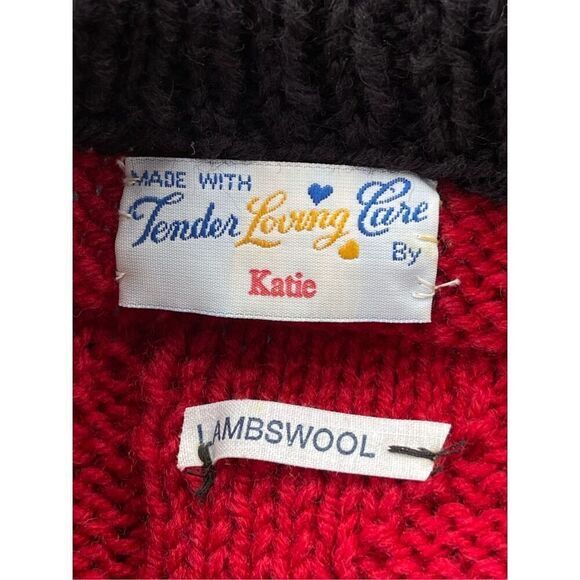 MADE WITH
Tender Loving Care
By
Katie
LAMBSWOOL